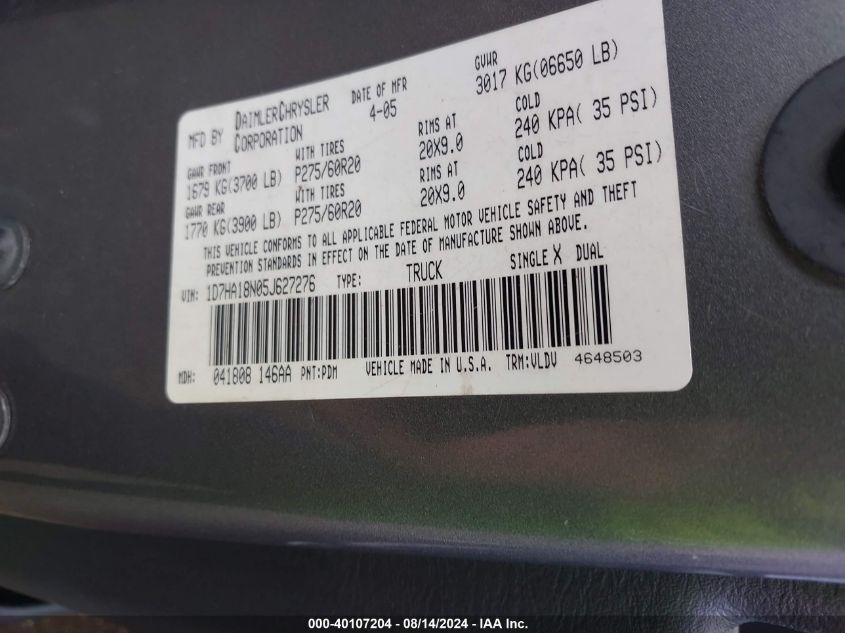 MFD BY DAIMLERCHRYSLER CORPORATION DATE OF MFR 4-05 GVWR 3017 KG(06650 LB)
GAWR FRONT WITH TIRES RIMS AT COLD
1679 KG(3700 LB) P275/60R20 20X9.0 240 KPA( 35 PSI)
GAWR REAR WITH TIRES RIMS AT COLD
1770 KG(3900 LB) P275/60R20 20X9.0 240 KPA( 35 PSI)
THIS VEHICLE CONFORMS TO ALL APPLICABLE FEDERAL MOTOR VEHICLE SAFETY AND THEFT
PREVENTION STANDARDS IN EFFECT ON THE DATE OF MANUFACTURE SHOWN ABOVE.
VIN: 1D7HA18N05J627276 TYPE: TRUCK SINGLE X DUAL
MDH: 041808 146AA PNT:PDM VEHICLE MADE IN U.S.A. TRM:VLDV 4648503
000-40107204 - 08/14/2024 - IAA Inc.